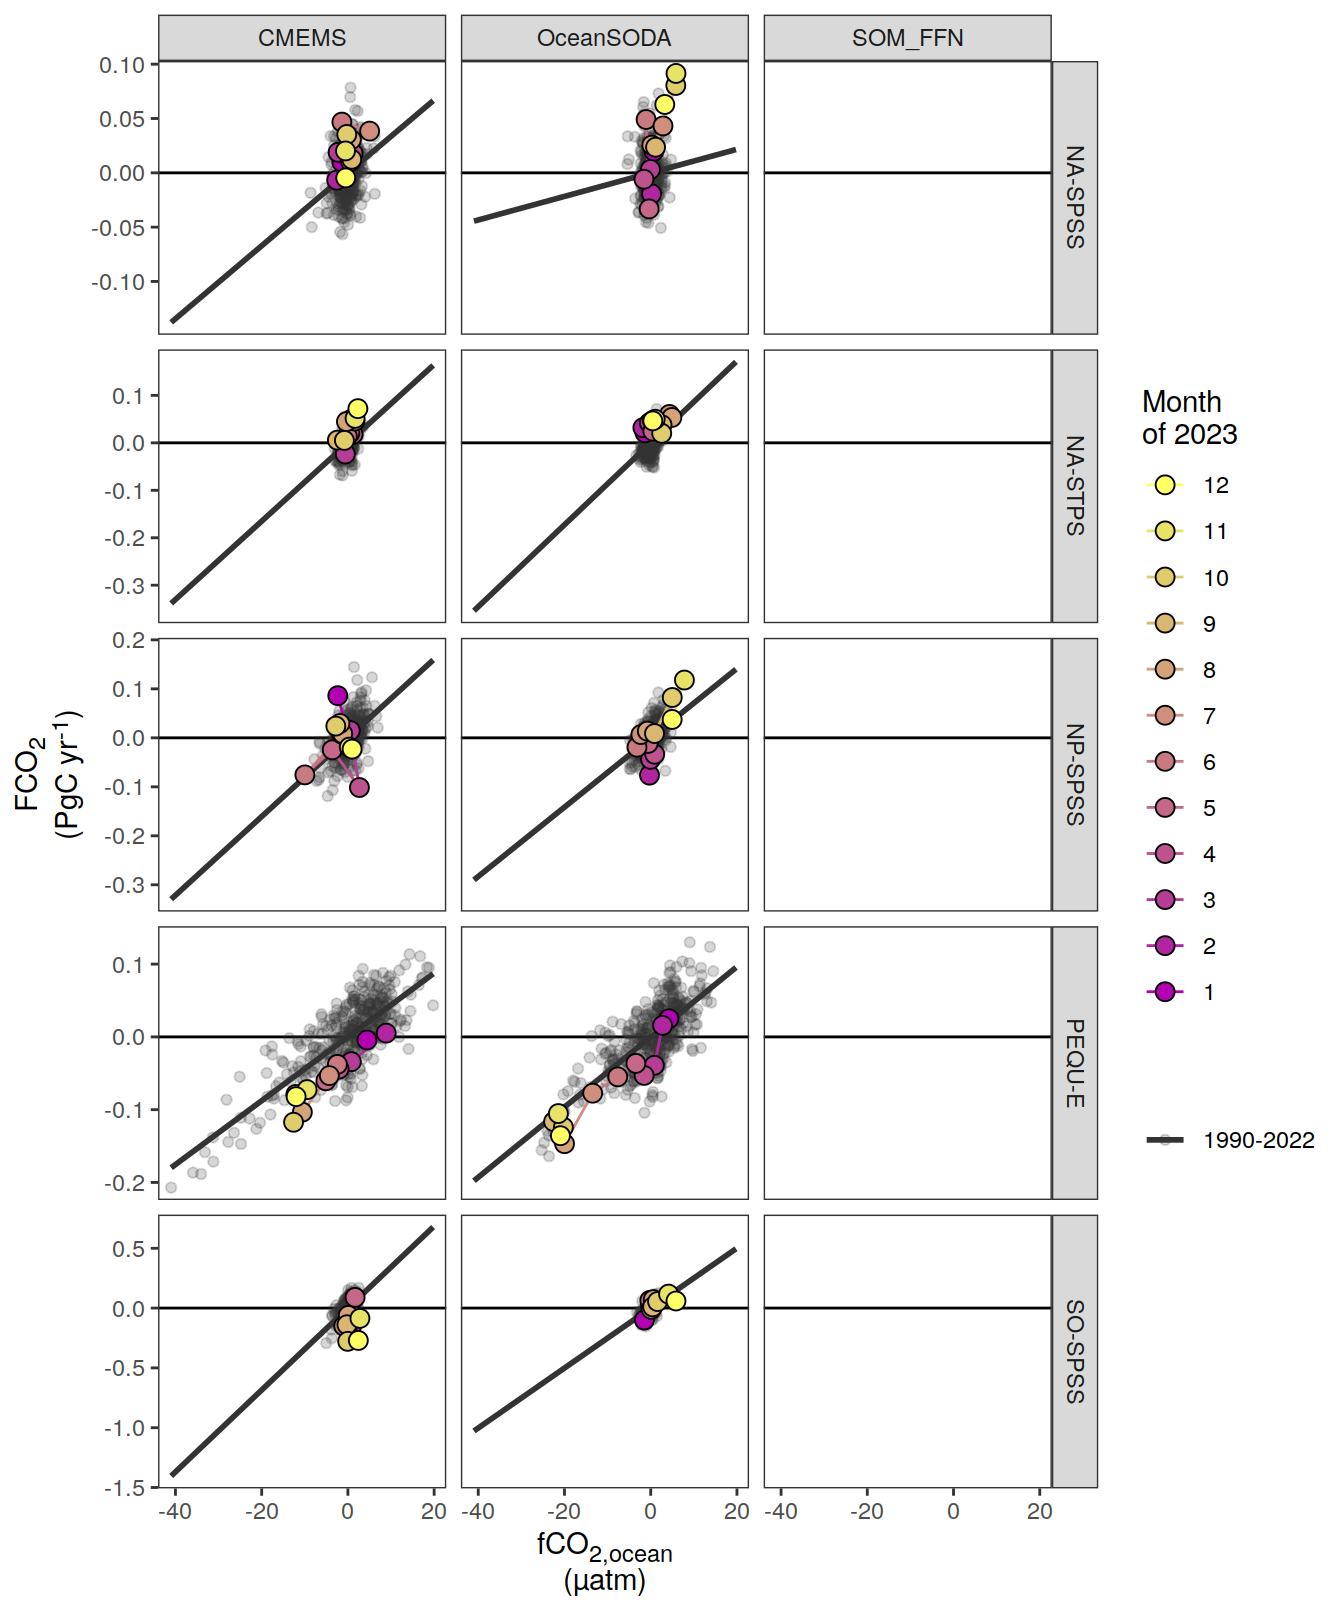 CMEMS OceanSODA SOM_FFN
0.10
0.05
0.00
-0.05
-0.10
NA-SPSS
0.1
0.0
-0.1
-0.2
-0.3
NA-STPS
0.2
0.1
0.0
-0.1
-0.2
-0.3
NP-SPSS
0.1
0.0
-0.1
-0.2
PEQU-E
0.5
0.0
-0.5
-1.0
-1.5
SO-SPSS
-40 -20 0 20 -40 -20 0 20 -40 -20 0 20
FCO2
(PgC yr-1)
fCO2,ocean
(µatm)
Month
of 2023
12
11
10
9
8
7
6
5
4
3
2
1
1990-2022